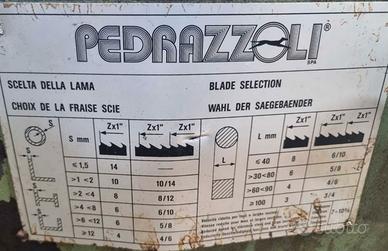 PEDRAZZOLI
SPA
SCELTA DELLA LAMA
BLADE SELECTION
CHOIX DE LA FRAISE SCIE
WAHL DER SAEGEBAENDER
S mm Zx1" Zx1"
≤ 1,5 14 –
>1 <2 10 10/14
>2 <4 8 8/12
>4 <8 6 6/10
>6 <12 6 5/8
≥ 12 4 4/6
L mm Zx1" Zx1"
≤ 40 8 6/10
>30<80 6 5/8
>60<90 4 4/6
≥ 100 3 3/4
S
L